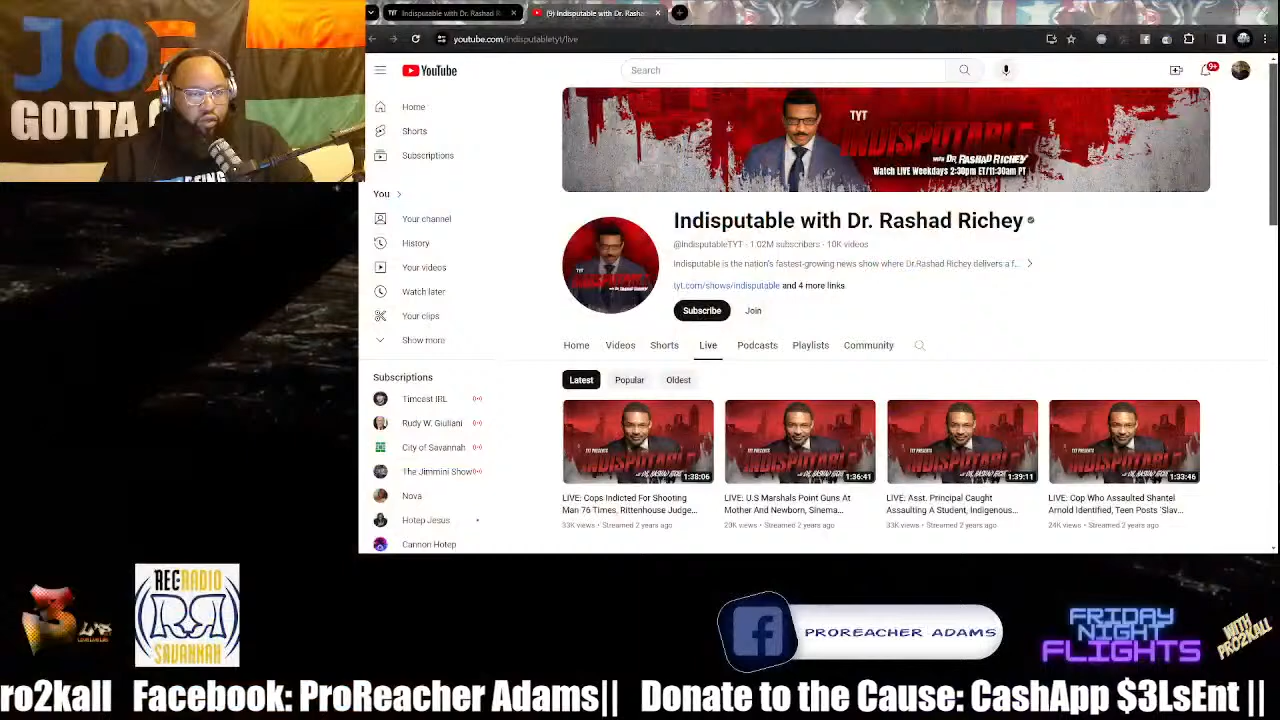 JOE
GOTTA G
TYT Indisputable with Dr. Rashad R
(9) Indisputable with Dr. Rasha
youtube.com/indisputabletyt/live
YouTube
Search
9+
Home
Shorts
Subscriptions
You
Your channel
History
Your videos
Watch later
Your clips
Show more
Subscriptions
Timcast IRL
Rudy W. Giuliani
City of Savannah
The Jimmini Show
Nova
Hotep Jesus
Cannon Hotep
TYT
INDISPUTABLE
WITH DR RASHAD RICHEY
Watch LIVE Weekdays 2:30pm ET/11:30am PT
Indisputable with Dr. Rashad Richey
@IndisputableTYT · 1.02M subscribers · 10K videos
Indisputable is the nation's fastest-growing news show where Dr.Rashad Richey delivers a f...
tyt.com/shows/indisputable and 4 more links
Subscribe
Join
Home
Videos
Shorts
Live
Podcasts
Playlists
Community
Latest
Popular
Oldest
1:38:06
LIVE: Cops Indicted For Shooting
Man 76 Times, Rittenhouse Judge...
33K views • Streamed 2 years ago
1:36:41
LIVE: U.S Marshals Point Guns At
Mother And Newborn, Sinema...
23K views • Streamed 2 years ago
1:39:11
LIVE: Asst. Principal Caught
Assaulting A Student, Indigenous...
33K views • Streamed 2 years ago
1:33:46
LIVE: Cop Who Assaulted Shantel
Arnold Identified, Teen Posts 'Slav...
24K views • Streamed 2 years ago
REC RADIO
SAVANNAH
PROREACHER ADAMS
FRIDAY
NIGHT
FLIGHTS
WITH
PRO2KALL
ro2kall Facebook: ProReacher Adams|| Donate to the Cause: CashApp $3LsEnt ||